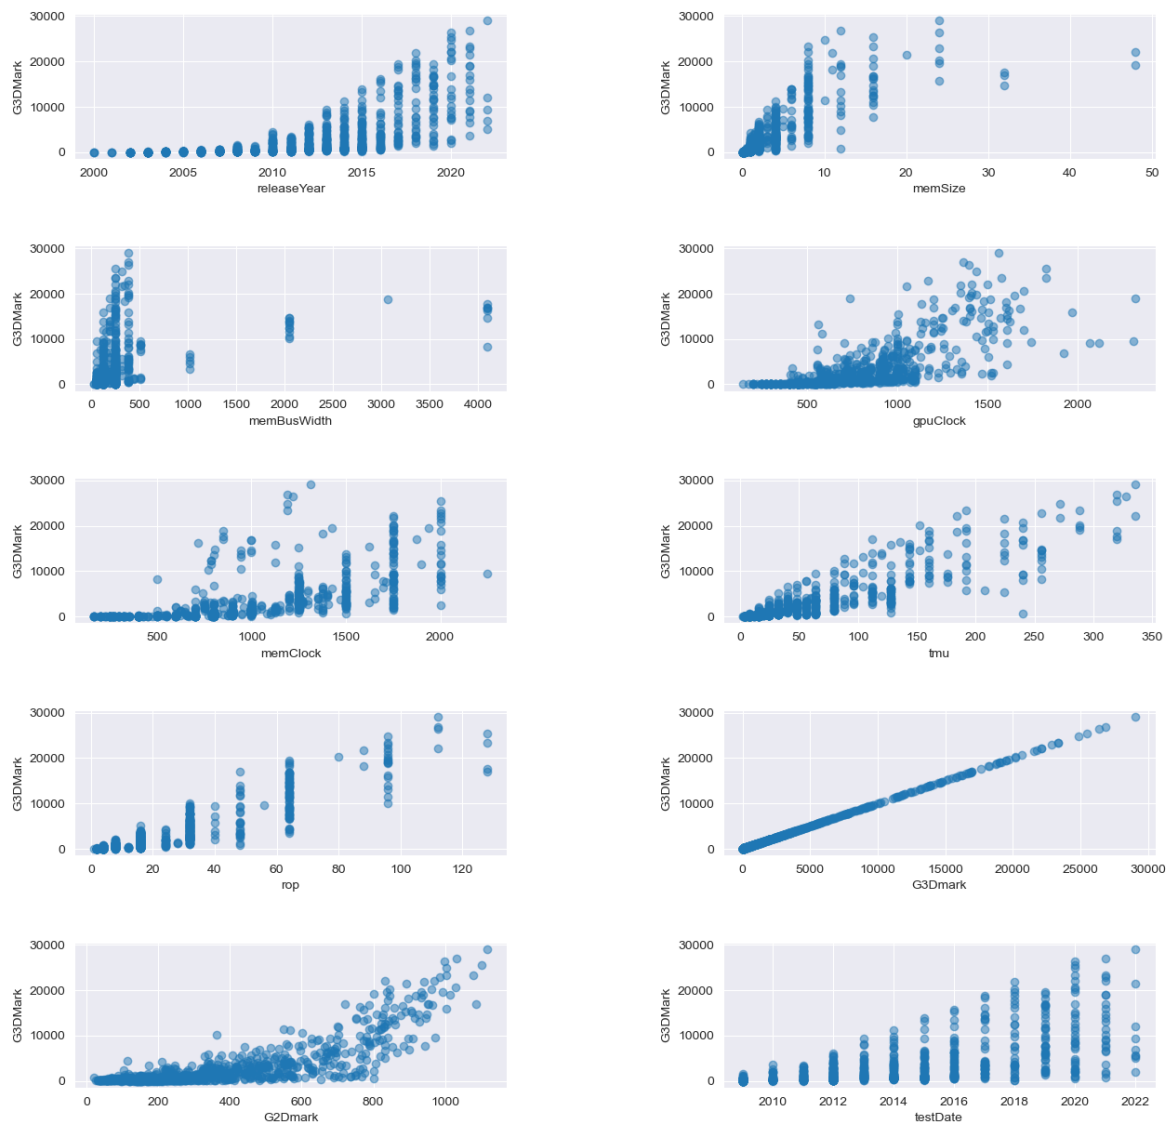 30000
20000
10000
0
G3DMark
2000 2005 2010 2015 2020
releaseYear
30000
20000
10000
0
G3DMark
0 10 20 30 40 50
memSize
30000
20000
10000
0
G3DMark
0 500 1000 1500 2000 2500 3000 3500 4000
memBusWidth
30000
20000
10000
0
G3DMark
500 1000 1500 2000
gpuClock
30000
20000
10000
0
G3DMark
500 1000 1500 2000
memClock
30000
20000
10000
0
G3DMark
0 50 100 150 200 250 300 350
tmu
30000
20000
10000
0
G3DMark
0 20 40 60 80 100 120
rop
30000
20000
10000
0
G3DMark
0 5000 10000 15000 20000 25000 30000
G3Dmark
30000
20000
10000
0
G3DMark
0 200 400 600 800 1000
G2Dmark
30000
20000
10000
0
G3DMark
2010 2012 2014 2016 2018 2020 2022
testDate